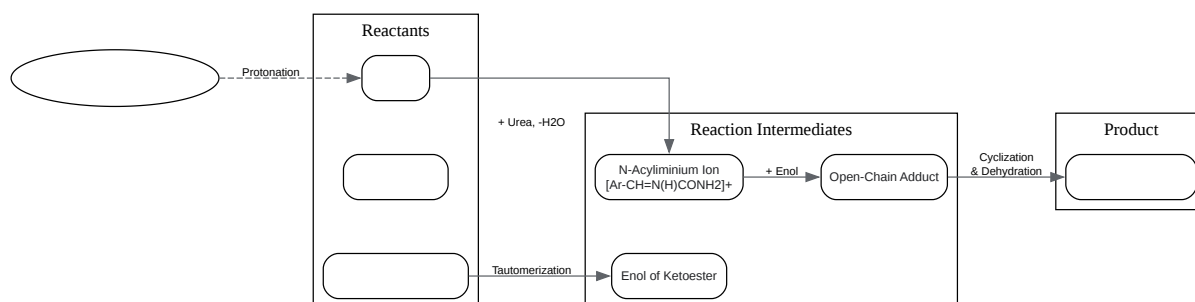 Reactants
Protonation
+ Urea, -H2O
Reaction Intermediates
Product
N-Acyliminium Ion
[Ar-CH=N(H)CONH2]+
+ Enol
Open-Chain Adduct
Cyclization
& Dehydration
Tautomerization
Enol of Ketoester